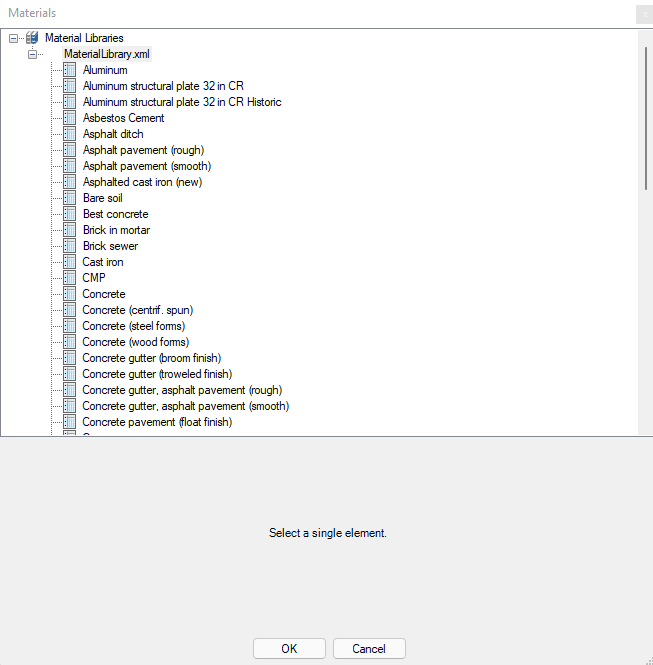 Materials
Material Libraries
MaterialLibrary.xml
Aluminum
Aluminum structural plate 32 in CR
Aluminum structural plate 32 in CR Historic
Asbestos Cement
Asphalt ditch
Asphalt pavement (rough)
Asphalt pavement (smooth)
Asphalted cast iron (new)
Bare soil
Best concrete
Brick in mortar
Brick sewer
Cast iron
CMP
Concrete
Concrete (centrif. spun)
Concrete (steel forms)
Concrete (wood forms)
Concrete gutter (broom finish)
Concrete gutter (troweled finish)
Concrete gutter, asphalt pavement (rough)
Concrete gutter, asphalt pavement (smooth)
Concrete pavement (float finish)
Select a single element.
OK Cancel